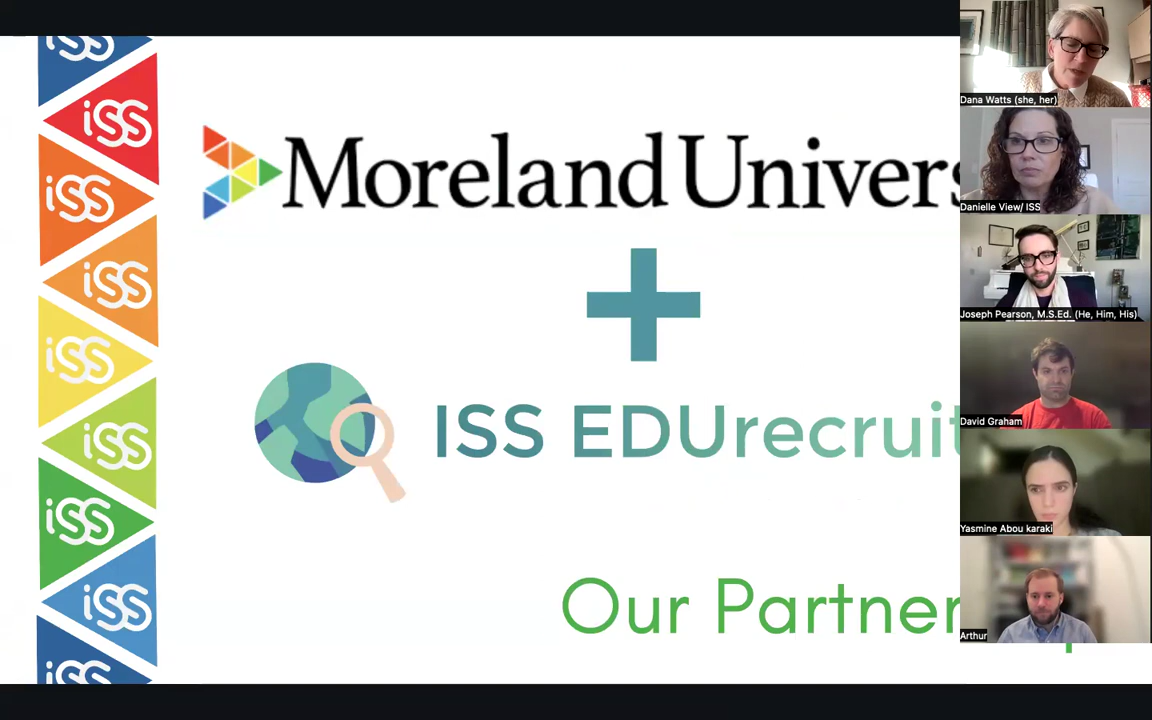 iSS
iSS
iSS
iSS
iSS
iSS
iSS
iSS
iSS
Moreland Univers
+
ISS EDUrecruit
Our Partner
Dana Watts (she, her)
Danielle View/ ISS
Joseph Pearson, M.S.Ed. (He, Him, His)
David Graham
Yasmine Abou karaki
Arthur